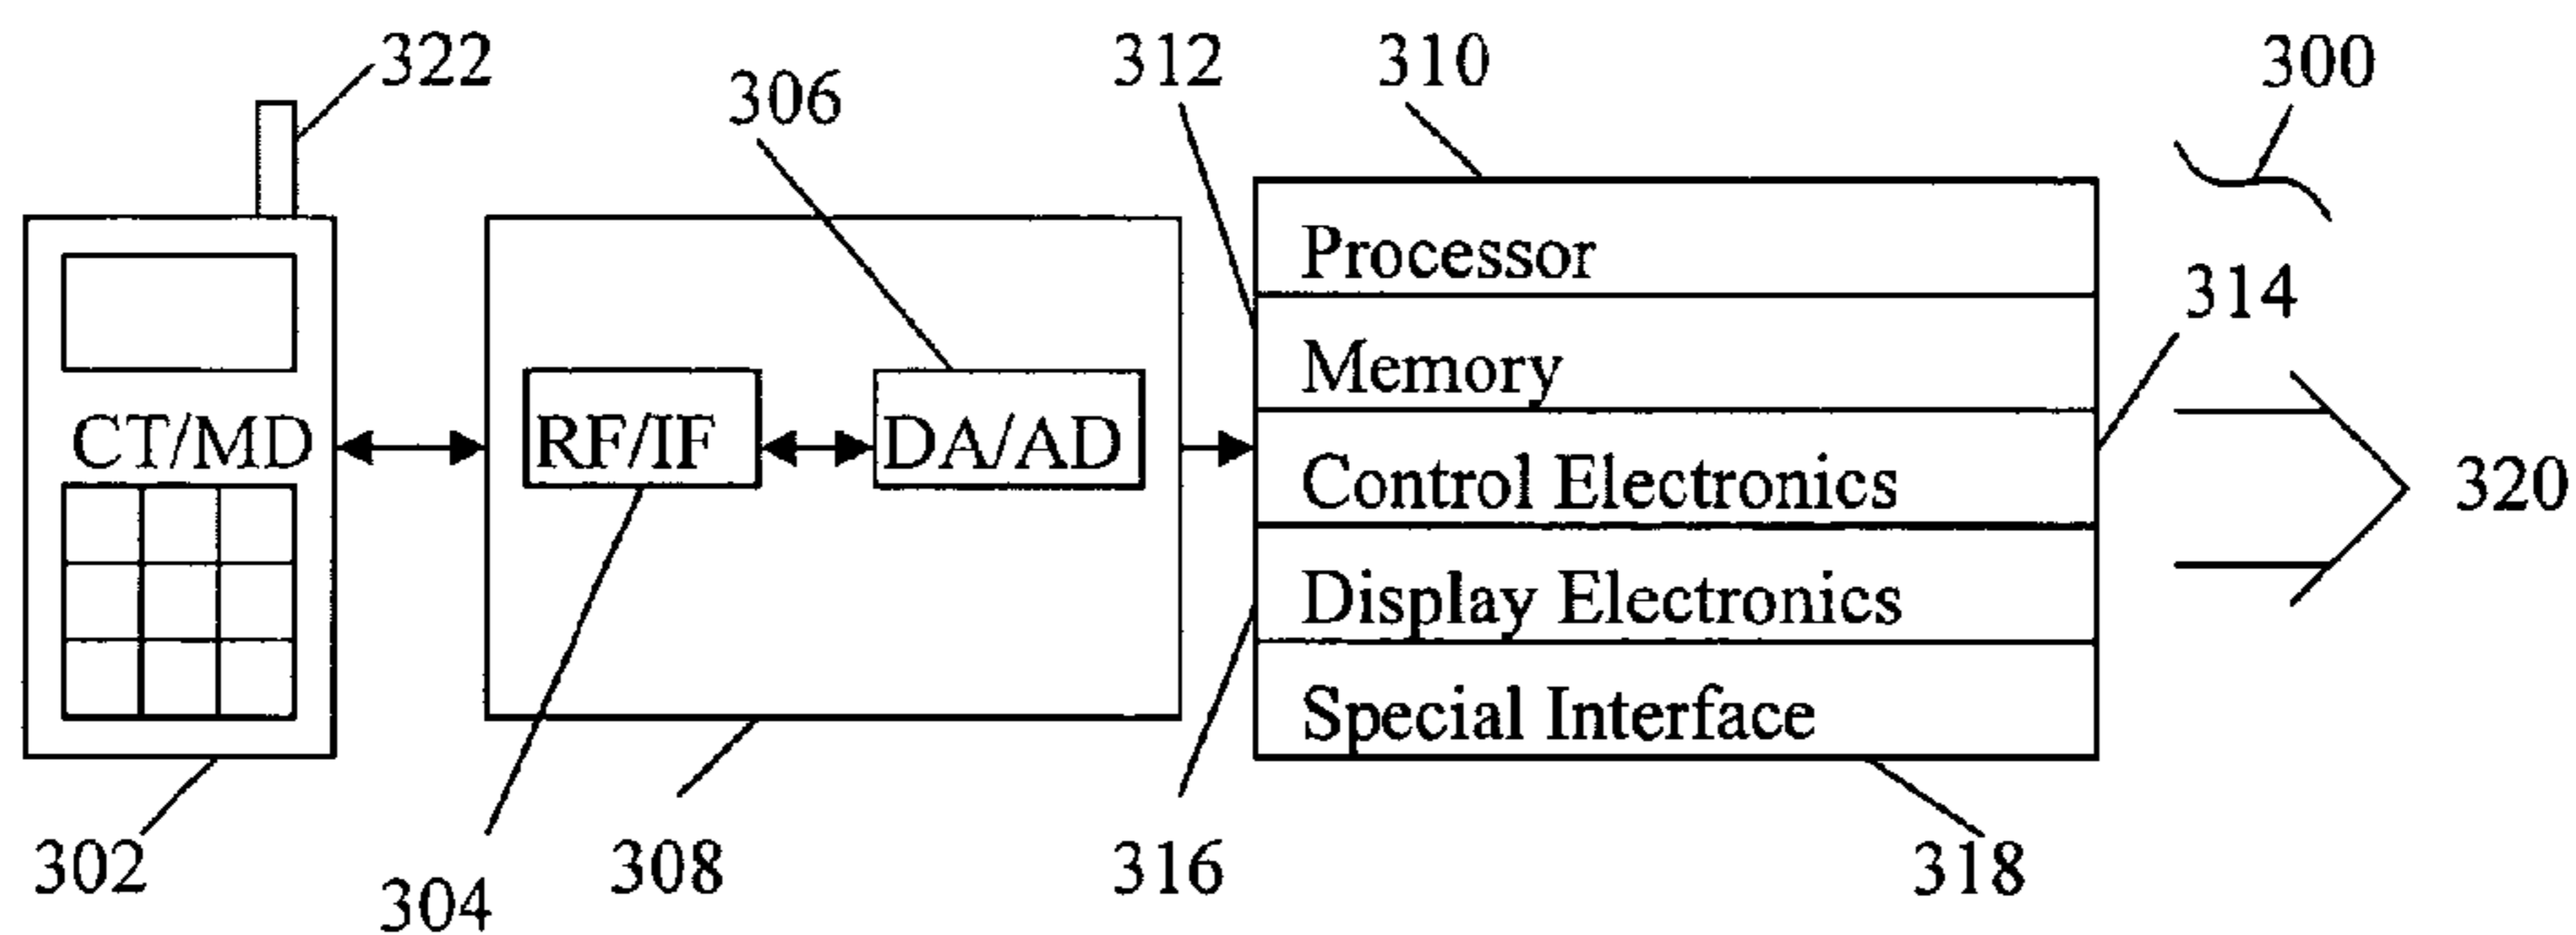 322
306
312
310
300
Processor
314
Memory
CT/MD
RF/IF
DA/AD
Control Electronics
320
Display Electronics
Special Interface
302
304
308
316
318